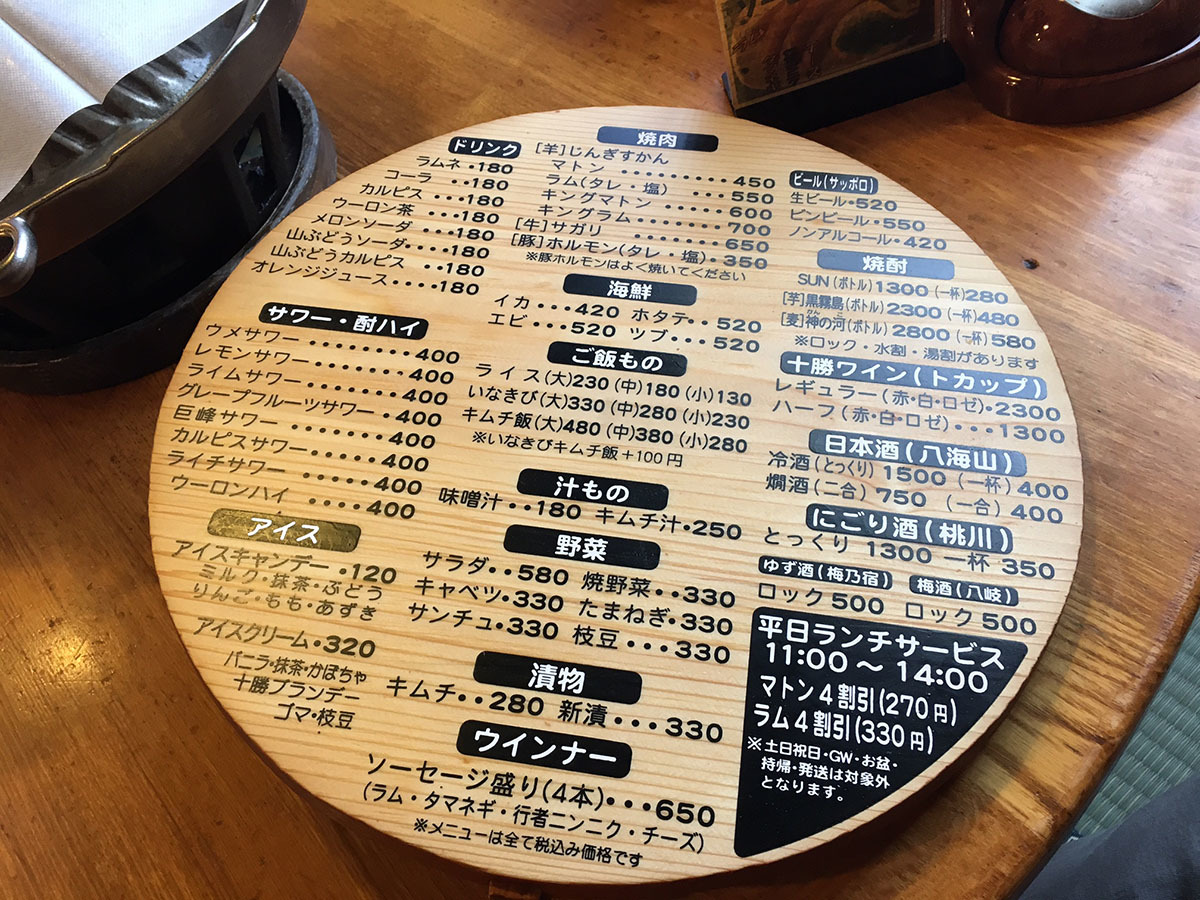 ドリンク
ラムネ・180
コーラ・・180
カルピス・・・180
ウーロン茶・・・180
メロンソーダ・・・180
山ぶどうソーダ・・・・180
山ぶどうカルピス・・180
オレンジジュース・・・・180
サワー・酎ハイ
ウメサワー・・・・・・・・400
レモンサワー・・・・・・・400
ライムサワー・・・・・・・400
グレープフルーツサワー・400
巨峰サワー・・・・・・・400
カルピスサワー・・・・・400
ライチサワー・・・・・400
ウーロンハイ・・・・・400
アイス
アイスキャンデー・120
ミルク・抹茶・ぶどう
りんご・もも・あずき
アイスクリーム・320
バニラ・抹茶・かぼちゃ
十勝ブランデー
ゴマ・枝豆
焼肉
[羊]じんぎすかん
マトン・・・・・・・・・450
ラム(タレ・塩)・・・・・550
キングマトン・・・・・・600
キングラム・・・・・・・700
[牛]サガリ・・・・・・・650
[豚]ホルモン(タレ・塩)・350
※豚ホルモンはよく焼いてください
海鮮
イカ・・・420 ホタテ・・520
エビ・・・520 ツブ・・・520
ご飯もの
ライス(大)230 (中)180 (小)130
いなきび(大)330 (中)280 (小)230
キムチ飯(大)480 (中)380 (小)280
※いなきびキムチ飯+100円
汁もの
味噌汁・・180 キムチ汁・250
野菜
サラダ・・580 焼野菜・・330
キャベツ・330 たまねぎ・330
サンチュ・330 枝豆・・・330
漬物
キムチ・・280 新漬・・・330
ウインナー
ソーセージ盛り(4本)・・・650
(ラム・タマネギ・行者ニンニク・チーズ)
※メニューは全て税込み価格です
ビール(サッポロ)
生ビール・520
ビンビール・550
ノンアルコール・420
焼酎
SUN(ボトル)1300(一杯)280
[芋]黒霧島(ボトル)2300(一杯)480
[麦]神の河(ボトル)2800(一杯)580
※ロック・水割・湯割があります
十勝ワイン(トカップ)
レギュラー(赤・白・ロゼ)・2300
ハーフ(赤・白・ロゼ)・・・1300
日本酒(八海山)
冷酒(とっくり)1500(一杯)400
燗酒(二合)750(一合)400
にごり酒(桃川)
とっくり 1300 一杯 350
ゆず酒(梅乃宿)
ロック500
梅酒(八岐)
ロック500
平日ランチサービス
11:00～14:00
マトン4割引(270円)
ラム4割引(330円)
※土日祝日・GW・お盆・
持帰・発送は対象外
となります。